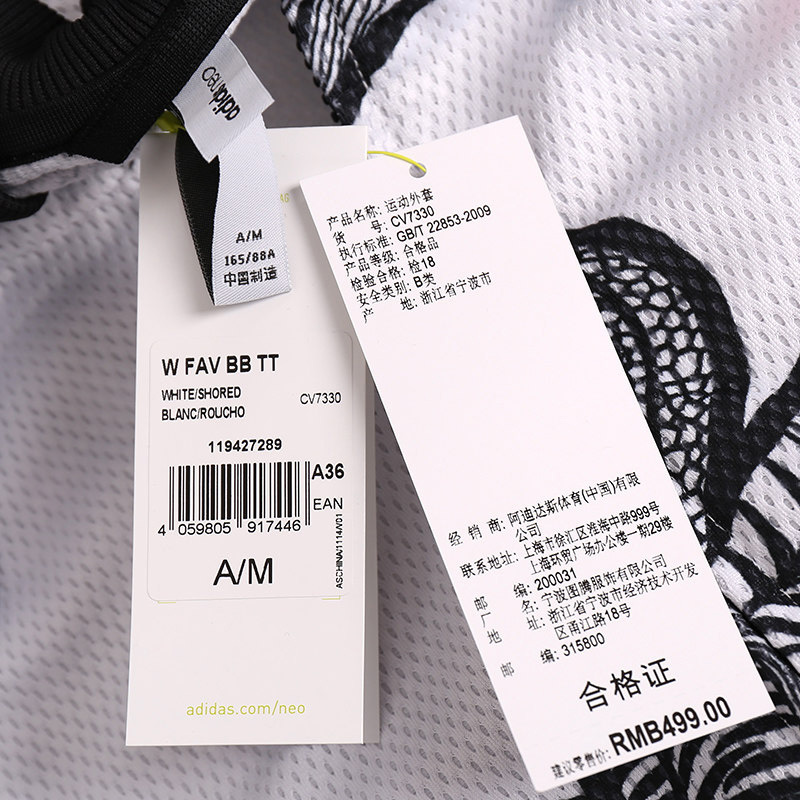 adidas neo
A/M
165/88A
中国制造
W FAV BB TT
WHITE/SHORED
BLANC/ROUCHO
CV7330
119427289
A36
EAN
4 059805 917446
ASCHINA/1114/V01
A/M
adidas.com/neo
产品名称: 运动外套
货 号: CV7330
执行标准: GB/T 22853-2009
产品等级: 合格品
检验合格: 检18
安全类别: B类
产 地: 浙江省宁波市
经 销 商: 阿迪达斯体育(中国)有限
公司
联系地址: 上海市徐汇区淮海中路999号
上海环贸广场办公楼一期29楼
邮 编: 200031
厂 名: 宁波图腾服饰有限公司
地 址: 浙江省宁波市经济技术开发
区甬江路18号
邮 编: 315800
合格证
建议零售价: RMB499.00